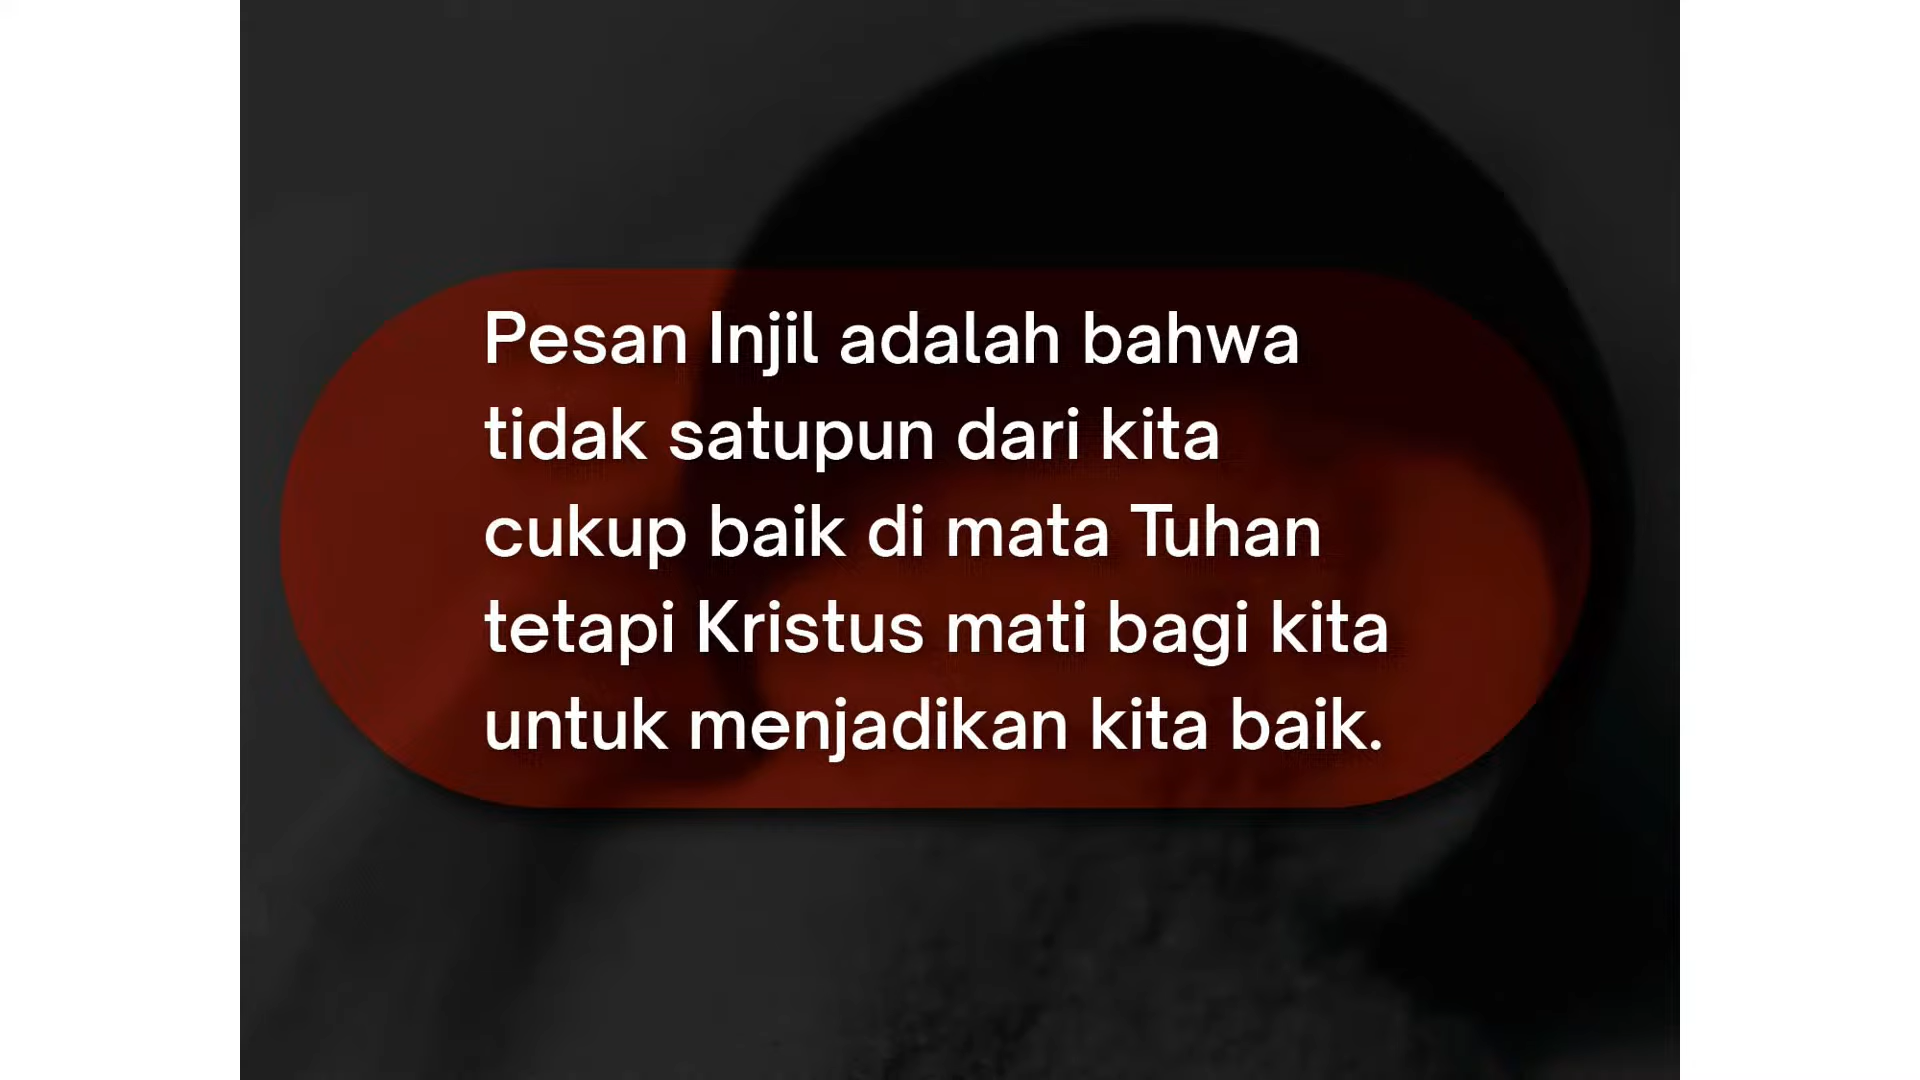 Pesan Injil adalah bahwa
tidak satupun dari kita
cukup baik di mata Tuhan
tetapi Kristus mati bagi kita
untuk menjadikan kita baik.